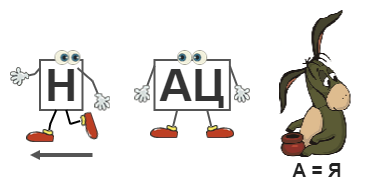 Н АЦ
А = Я